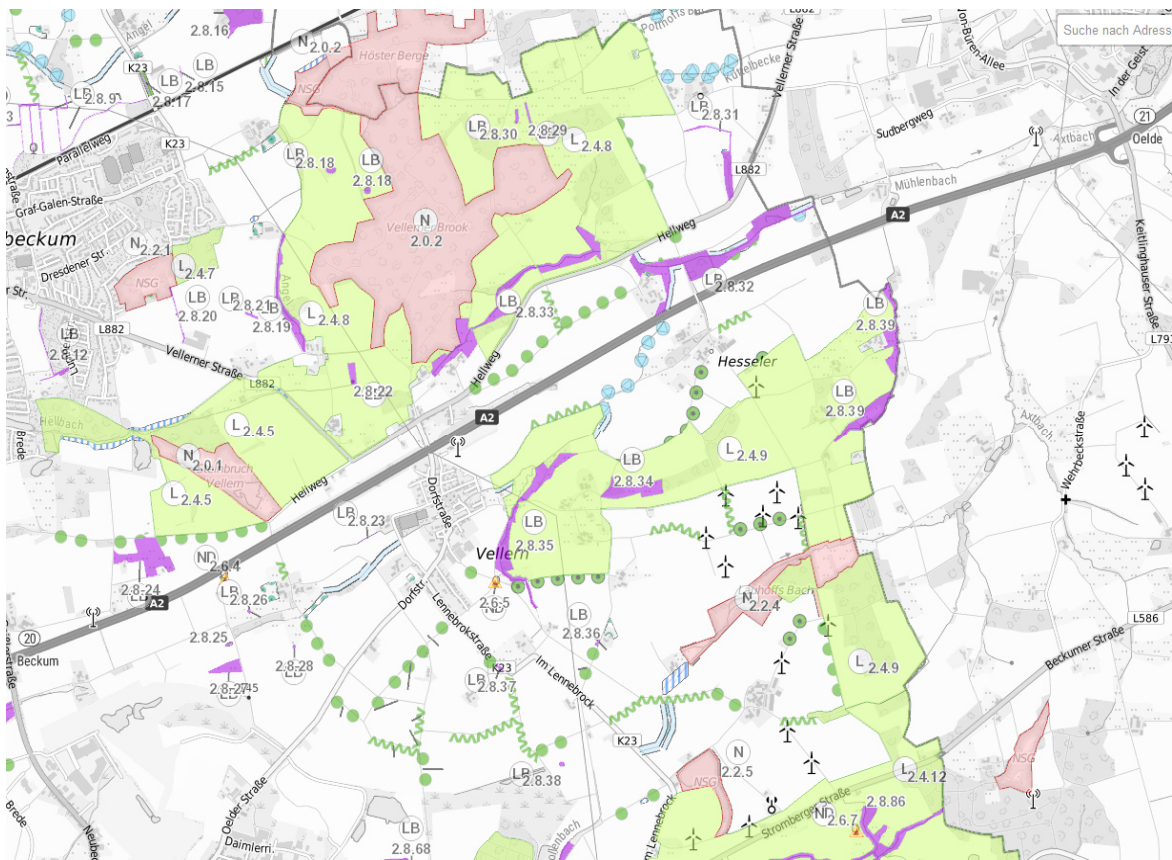 2.8.16
Angel
L882
Suche nach Adress
N
2.0.2
Höster Berge
K23
LB
2.8.15
LB
2.8.17
LB
2.8.9
NSG
Vellerner Straße
on-Büren-Allee
In der Geist
Parallelweg
K23
LB
2.8.30
2.8.29
L
2.4.8
LB
2.8.31
Sudbergweg
Axtbach
21
Oelde
LB
2.8.18
LB
2.8.18
L882
Mühlenbach
Graf-Galen-Straße
A2
beckum
N
2.2.1
N
2.0.2
Hellweg
Keitlinghauser Straße
Dresdener Str.
L
2.4.7
NSG
LB
2.8.20
LB
2.8.21
LB
2.8.19
Angel
L
2.4.8
LB
2.8.33
LB
2.8.32
LB
2.8.39
L882
Vellerner Straße
LB
2.8.12
Hellweg
Hesseler
L793
2.8.22
L882
LB
2.8.39
Hellbach
L
2.4.5
A2
Brede
N
2.0.1
Vellern
L
2.4.5
Hellweg
Dorfstraße
LB
2.8.34
L
2.4.9
Axtbach
Wehrbeckstraße
LB
2.8.23
LB
2.8.35
ND
2.6.4
Vellern
2.8.24
LB
A2
LB
2.8.26
Dorfstr.
2.6.5
ND
N
2.2.4
20
Beckum
2.8.25
Lennebrokstraße
LB
2.8.36
L586
Beckumer Straße
2.8.28
LB
2.8.27
LB
K23
LB
2.8.37
Im Lennebrock
L
2.4.9
K23
LB
2.8.38
N
2.2.5
NSG
L
2.4.12
NSG
Brede
Oelder Straße
Stromberger Straße
2.8.86
ND
2.6.7
LB
2.8.68